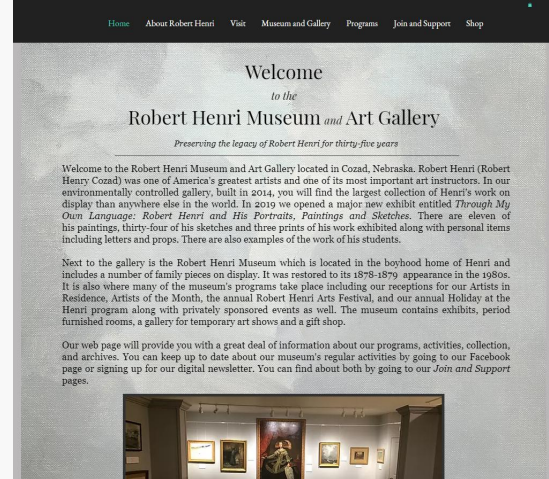 Home About Robert Henri Visit Museum and Gallery Programs Join and Support Shop
Welcome
to the
Robert Henri Museum and Art Gallery
Preserving the legacy of Robert Henri for thirty-five years
Welcome to the Robert Henri Museum and Art Gallery located in Cozad, Nebraska. Robert Henri (Robert
Henry Cozad) was one of America's greatest artists and one of its most important art instructors. In our
environmentally controlled gallery, built in 2014, you will find the largest collection of Henri's work on
display than anywhere else in the world. In 2019 we opened a major new exhibit entitled Through My
Own Language: Robert Henri and His Portraits, Paintings and Sketches. There are eleven of
his paintings, thirty-four of his sketches and three prints of his work exhibited along with personal items
including letters and props. There are also examples of the work of his students.
Next to the gallery is the Robert Henri Museum which is located in the boyhood home of Henri and
includes a number of family pieces on display. It was restored to its 1878-1879 appearance in the 1980s.
It is also where many of the museum's programs take place including our receptions for our Artists in
Residence, Artists of the Month, the annual Robert Henri Arts Festival, and our annual Holiday at the
Henri program along with privately sponsored events as well. The museum contains exhibits, period
furnished rooms, a gallery for temporary art shows and a gift shop.
Our web page will provide you with a great deal of information about our programs, activities, collection,
and archives. You can keep up to date about our museum's regular activities by going to our Facebook
page or signing up for our digital newsletter. You can find about both by going to our Join and Support
pages.